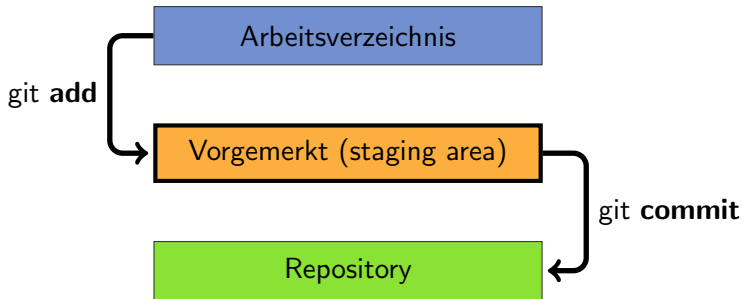 Arbeitsverzeichnis
git add
Vorgemerkt (staging area)
git commit
Repository